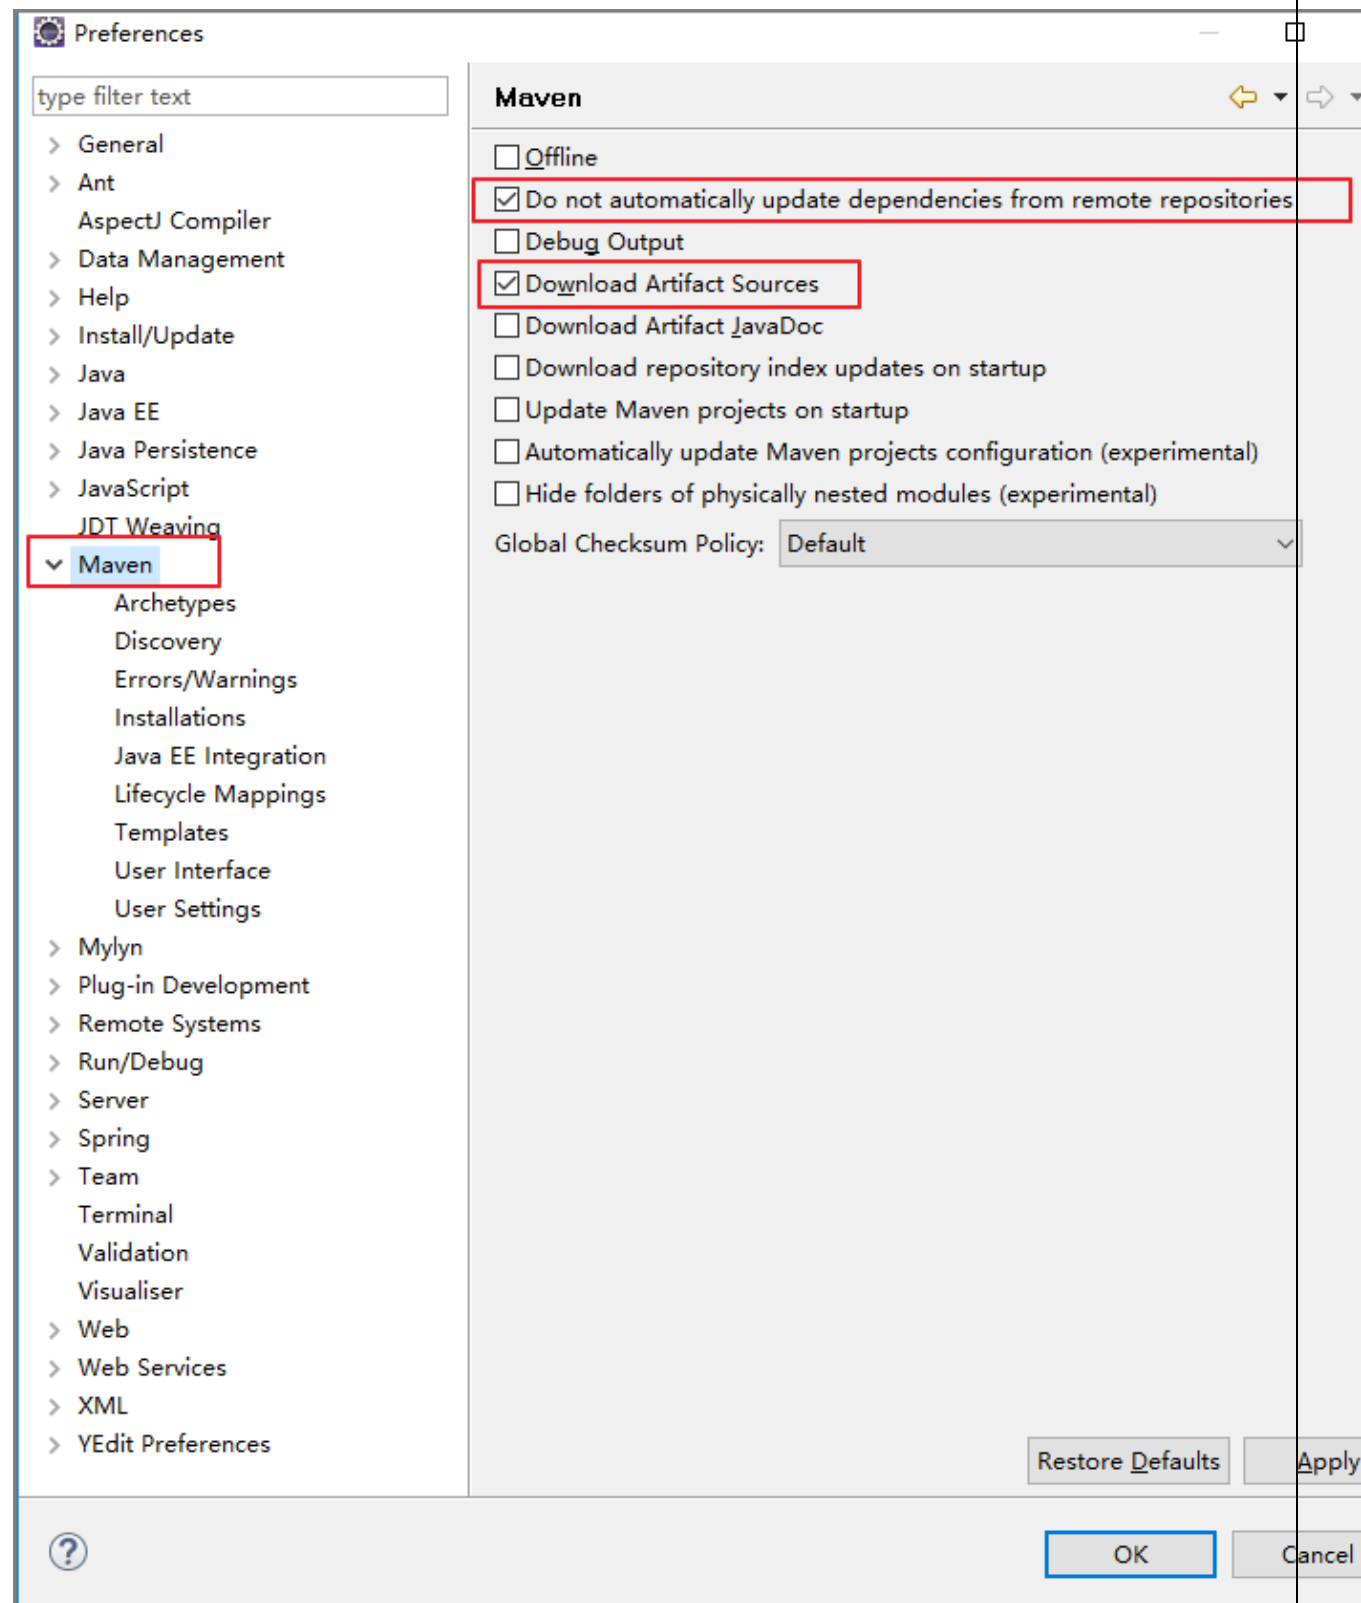 Preferences
type filter text
General
Ant
AspectJ Compiler
Data Management
Help
Install/Update
Java
Java EE
Java Persistence
JavaScript
JDT Weaving
Maven
Archetypes
Discovery
Errors/Warnings
Installations
Java EE Integration
Lifecycle Mappings
Templates
User Interface
User Settings
Mylyn
Plug-in Development
Remote Systems
Run/Debug
Server
Spring
Team
Terminal
Validation
Visualiser
Web
Web Services
XML
YEdit Preferences
Maven
Offline
Do not automatically update dependencies from remote repositories
Debug Output
Download Artifact Sources
Download Artifact JavaDoc
Download repository index updates on startup
Update Maven projects on startup
Automatically update Maven projects configuration (experimental)
Hide folders of physically nested modules (experimental)
Global Checksum Policy: Default
Restore Defaults Apply
? OK Cancel